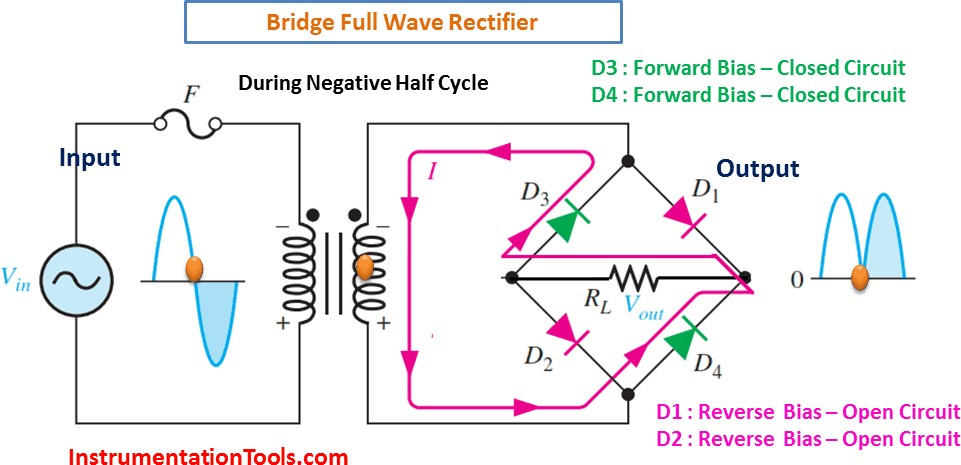 Bridge Full Wave Rectifier
During Negative Half Cycle
D3 : Forward Bias – Closed Circuit
D4 : Forward Bias – Closed Circuit
F
Input
I
D3
D1
Output
Vin
− −
0
RL Vout
+ +
D2
D4
D1 : Reverse Bias – Open Circuit
D2 : Reverse Bias – Open Circuit
InstrumentationTools.com